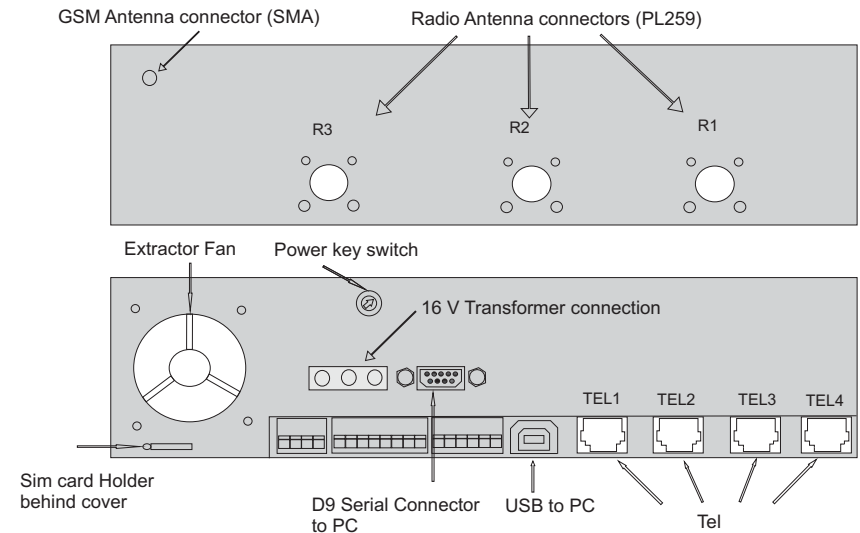 GSM Antenna connector (SMA)
Radio Antenna connectors (PL259)
R3
R2
R1
Extractor Fan
Power key switch
16 V Transformer connection
TEL1
TEL2
TEL3
TEL4
Sim card Holder
behind cover
D9 Serial Connector
to PC
USB to PC
Tel